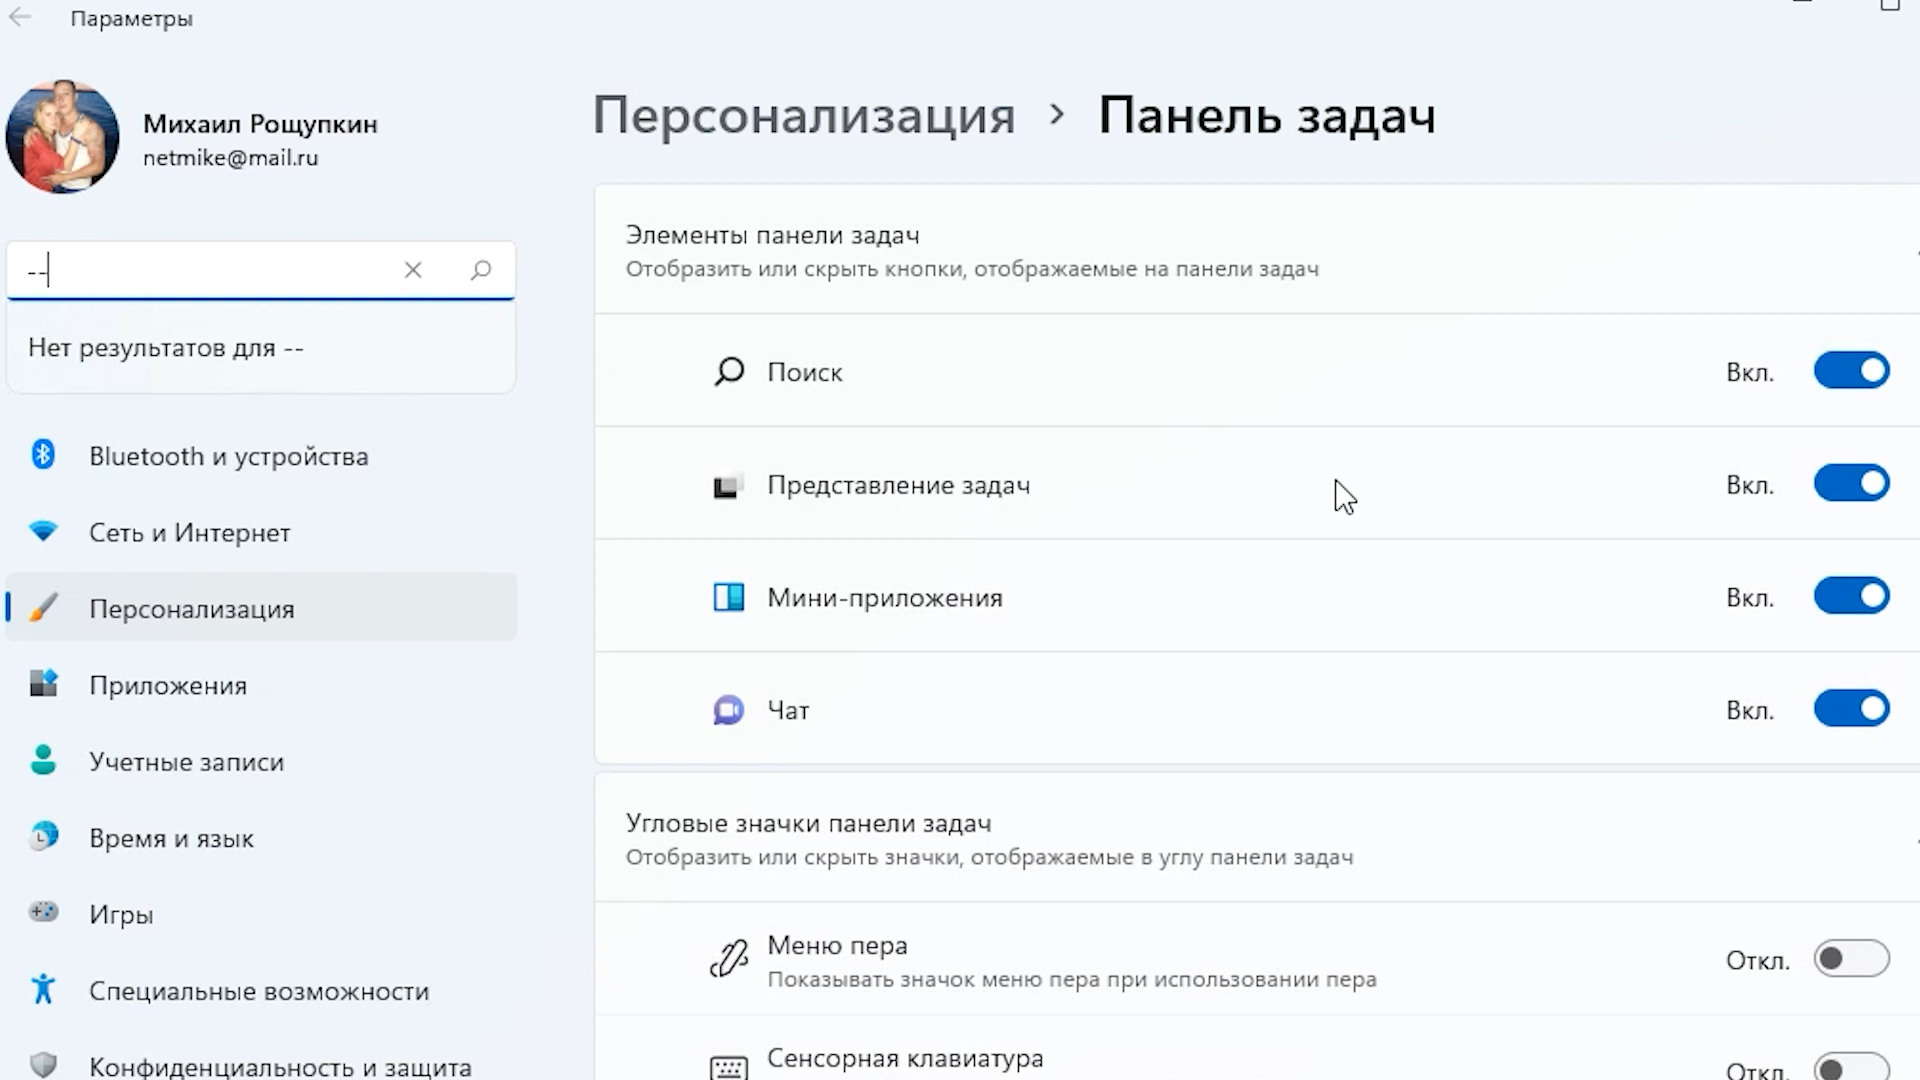 Параметры
Михаил Рощупкин
netmike@mail.ru
--
Нет результатов для --
Bluetooth и устройства
Сеть и Интернет
Персонализация
Приложения
Учетные записи
Время и язык
Игры
Специальные возможности
Конфиденциальность и защита
Персонализация > Панель задач
Элементы панели задач
Отобразить или скрыть кнопки, отображаемые на панели задач
Поиск Вкл.
Представление задач Вкл.
Мини-приложения Вкл.
Чат Вкл.
Угловые значки панели задач
Отобразить или скрыть значки, отображаемые в углу панели задач
Меню пера
Показывать значок меню пера при использовании пера
Откл.
Сенсорная клавиатура
Откл.